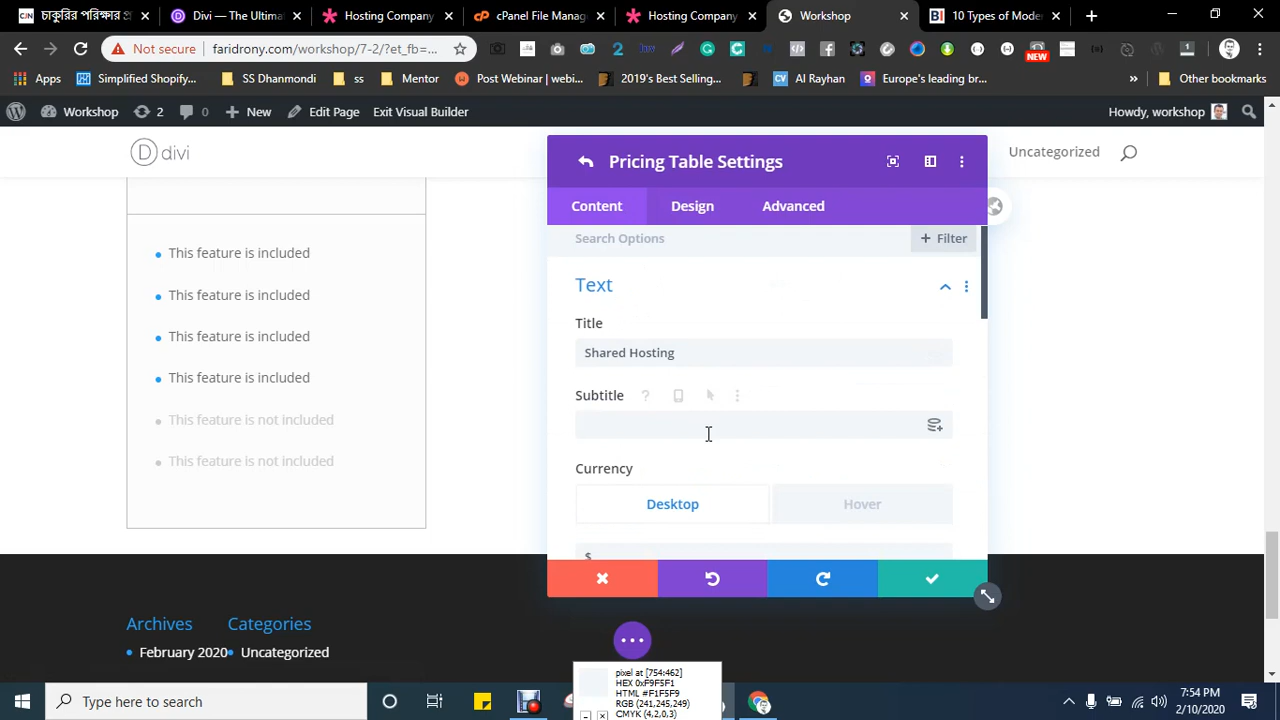 চাকুরির পরামর্শ
Divi — The Ultima
Hosting Company
cPanel File Manag
Hosting Company
Workshop
10 Types of Moder
Not secure
faridrony.com/workshop/7-2/?et_fb=...
NEW
Apps
Simplified Shopify...
SS Dhanmondi
ss
Mentor
Post Webinar | webi...
2019's Best Selling...
Al Rayhan
Europe's leading br...
»
Other bookmarks
Workshop
2
0
New
Edit Page
Exit Visual Builder
Howdy, workshop
divi
Uncategorized
Pricing Table Settings
Content
Design
Advanced
Search Options
+ Filter
Text
Title
Shared Hosting
Subtitle
Currency
Desktop
Hover
$
This feature is included
This feature is included
This feature is included
This feature is included
This feature is not included
This feature is not included
Archives
Categories
February 2020
Uncategorized
pixel at [754:462]
HEX 0xF9F5F1
HTML #F1F5F9
RGB (241,245,249)
CMYK (4,2,0,3)
Type here to search
7:54 PM
2/10/2020